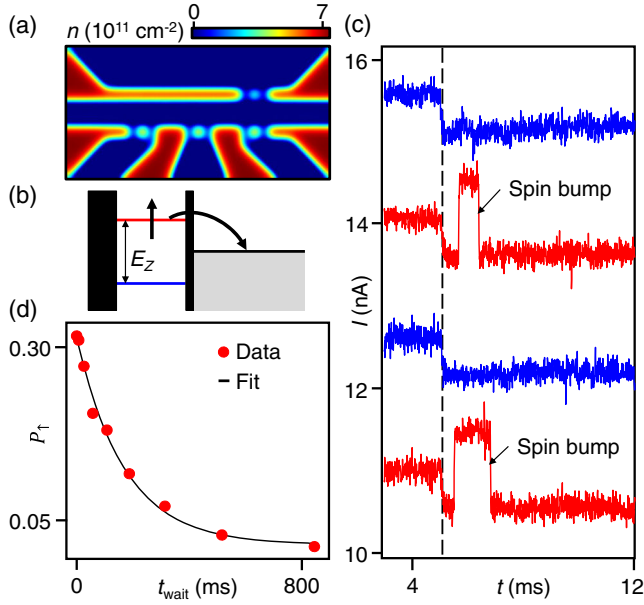 (a)
n (10¹¹ cm⁻²)
0
7
(b)
E_Z
(c)
16
14
12
10
I (nA)
Spin bump
Spin bump
4
t (ms)
12
(d)
0.30
0.05
P↑
Data
Fit
0
t_wait (ms)
800